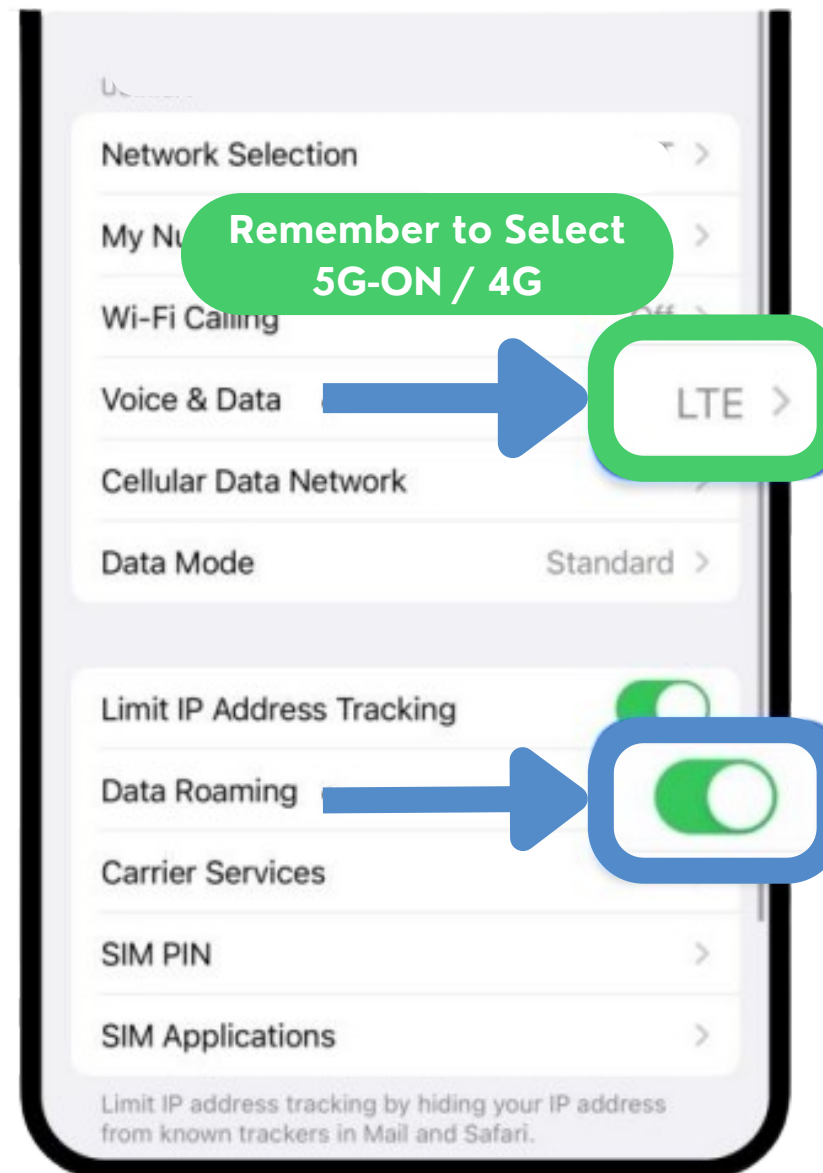 Network Selection
My Nu
Remember to Select
5G-ON / 4G
Wi-Fi Calling
Off
Voice & Data
LTE
Cellular Data Network
Data Mode
Standard
Limit IP Address Tracking
Data Roaming
Carrier Services
SIM PIN
SIM Applications
Limit IP address tracking by hiding your IP address
from known trackers in Mail and Safari.